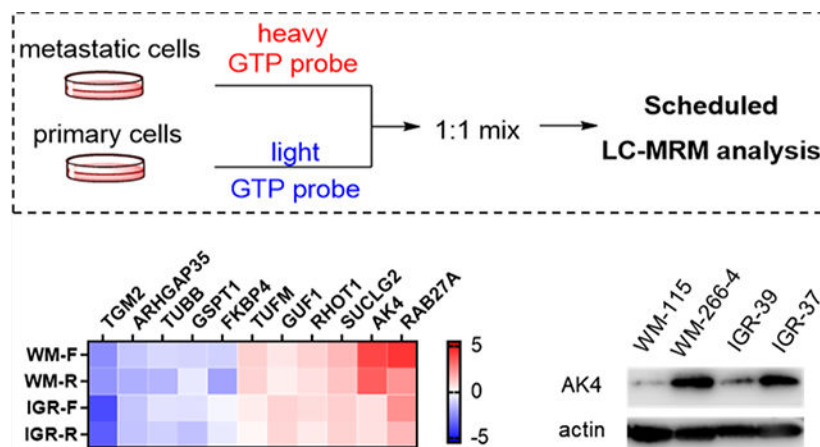 metastatic cells
heavy
GTP probe
primary cells
light
GTP probe
1:1 mix
Scheduled
LC-MRM analysis
TGM2
ARHGAP35
TUBB
GSPT1
FKBP4
TUFM
GUF1
RHOT1
SUCLG2
AK4
RAB27A
WM-F
WM-R
IGR-F
IGR-R
5
0
-5
WM-115
WM-266-4
IGR-39
IGR-37
AK4
actin